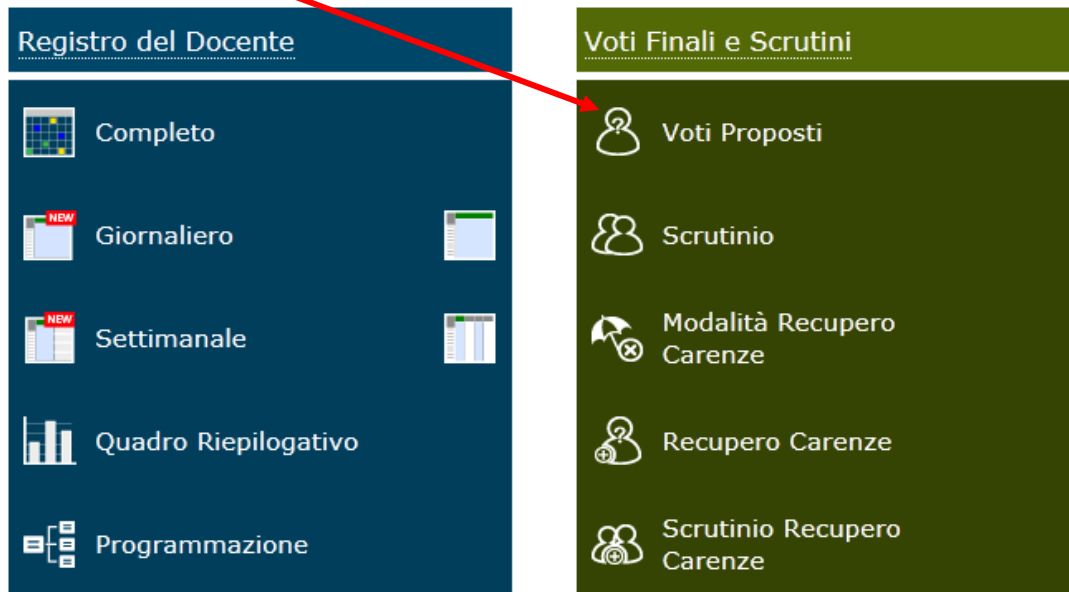 Registro del Docente
Completo
NEW
Giornaliero
NEW
Settimanale
Quadro Riepilogativo
Programmazione
Voti Finali e Scrutini
? Voti Proposti
Scrutinio
Modalità Recupero
Carenze
? Recupero Carenze
Scrutinio Recupero
Carenze